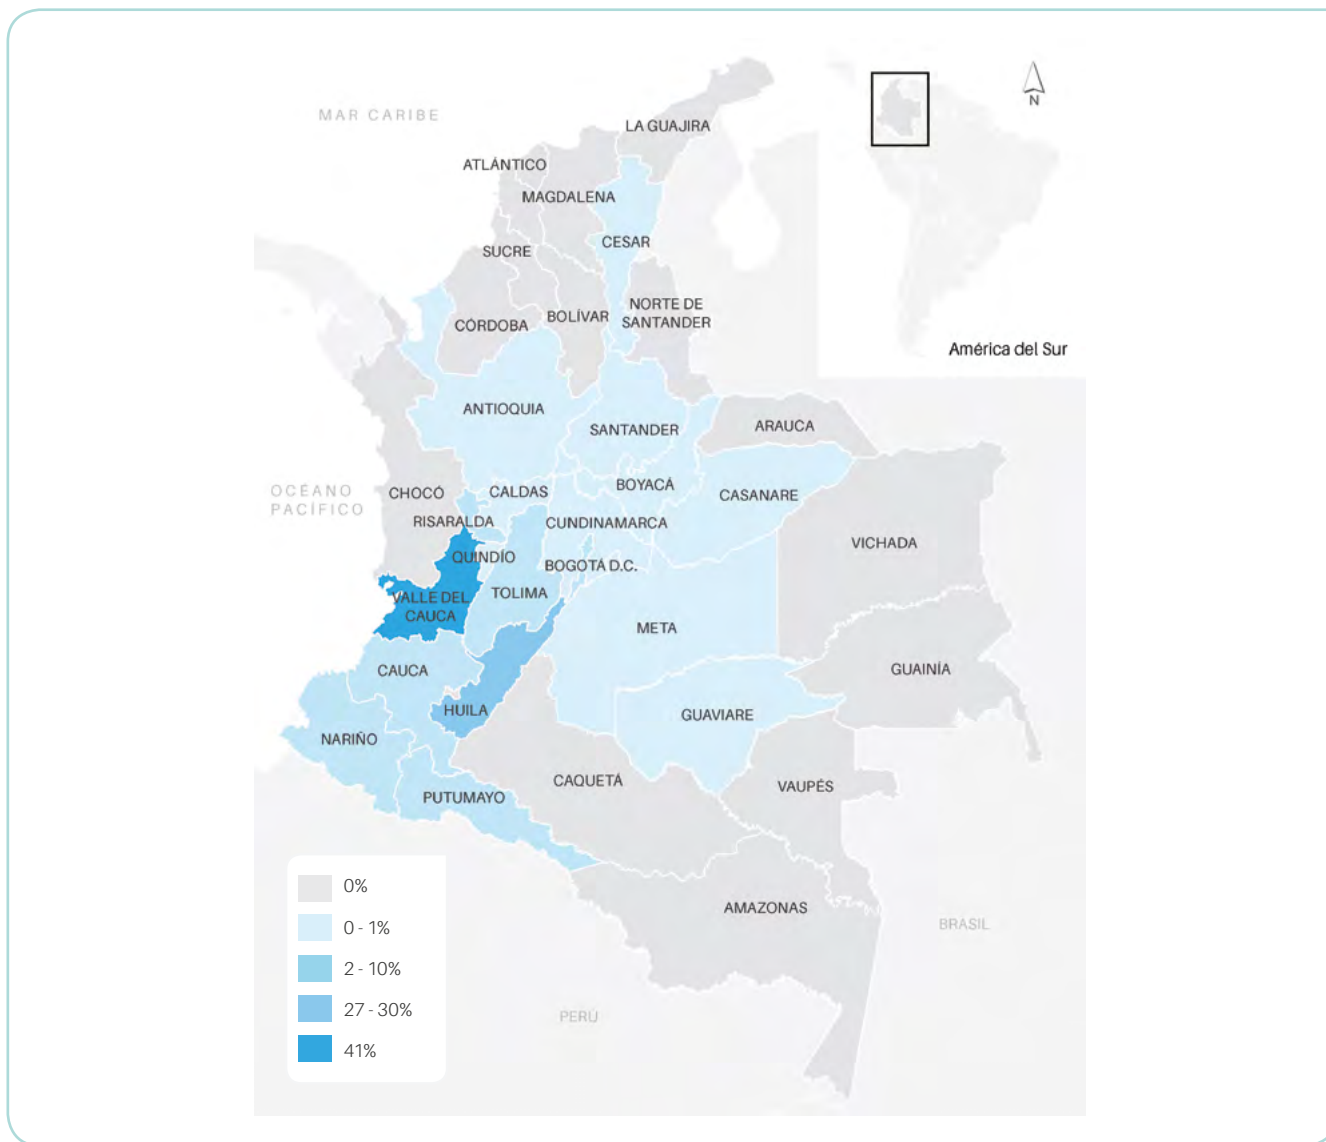 MAR CARIBE
LA GUAJIRA
ATLÁNTICO
MAGDALENA
CESAR
SUCRE
NORTE DE
SANTANDER
BOLÍVAR
CÓRDOBA
N
América del Sur
ANTIOQUIA
SANTANDER
ARAUCA
OCÉANO
PACÍFICO
CHOCÓ
CALDAS
BOYACÁ
CASANARE
RISARALDA
CUNDINAMARCA
VICHADA
QUINDÍO
BOGOTÁ D.C.
TOLIMA
VALLE DEL
CAUCA
META
CAUCA
GUAINÍA
HUILA
GUAVIARE
NARIÑO
CAQUETÁ
VAUPÉS
PUTUMAYO
AMAZONAS
BRASIL
PERÚ
0%
0 - 1%
2 - 10%
27 - 30%
41%